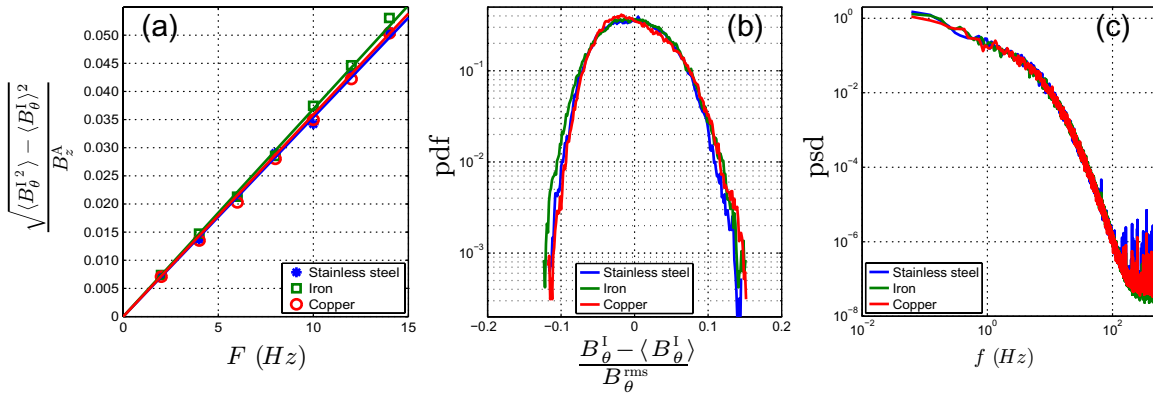 (a)
√⟨B_θ^I 2⟩ − ⟨B_θ^I⟩2
B_z^A
0.050
0.045
0.040
0.035
0.030
0.025
0.020
0.015
0.010
0.005
0
0 5 10 15
F (Hz)
Stainless steel
Iron
Copper
(b)
pdf
10^−1
10^−2
10^−3
−0.2 −0.1 0 0.1 0.2
B_θ^I − ⟨B_θ^I⟩
B_θ^rms
Stainless steel
Iron
Copper
(c)
psd
10^0
10^−2
10^−4
10^−6
10^−8
10^−2 10^0 10^2
f (Hz)
Stainless steel
Iron
Copper